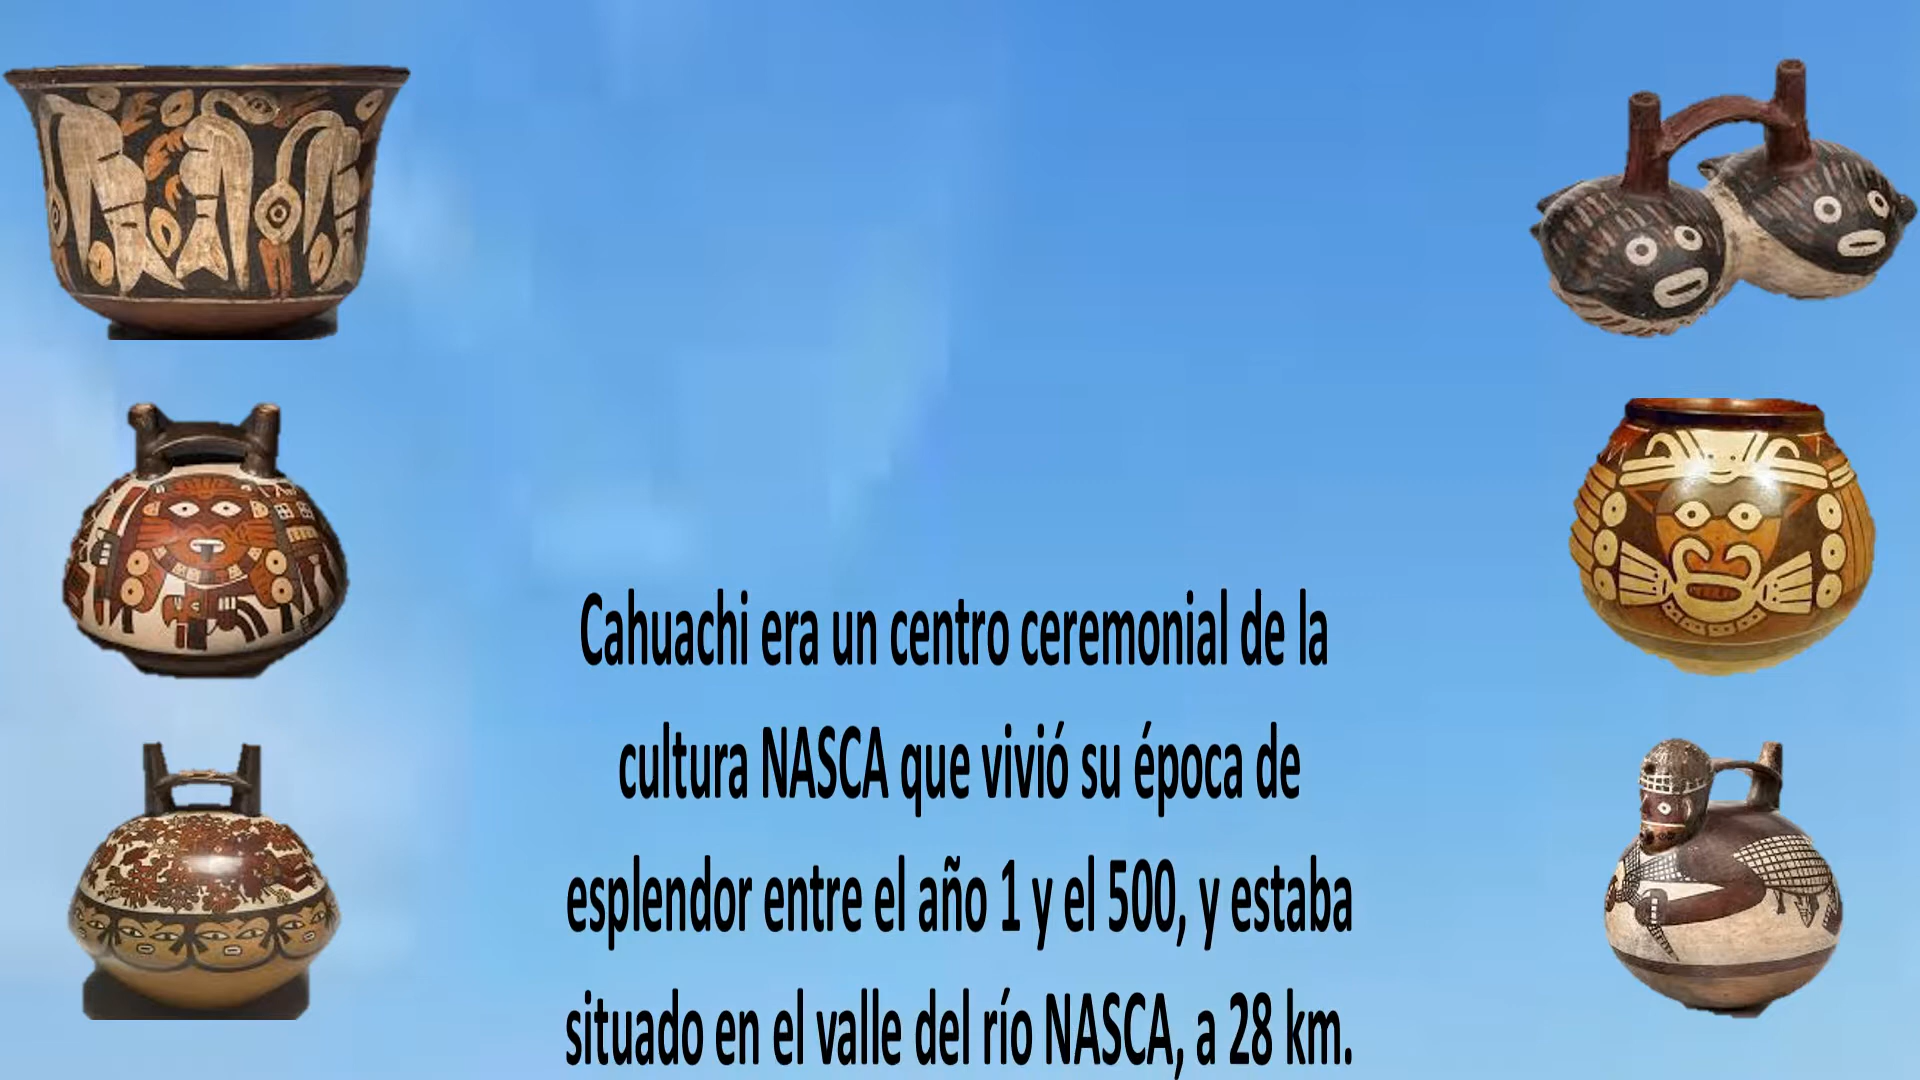 Cahuachi era un centro ceremonial de la
cultura NASCA que vivió su época de
esplendor entre el año 1 y el 500, y estaba
situado en el valle del río NASCA, a 28 km.